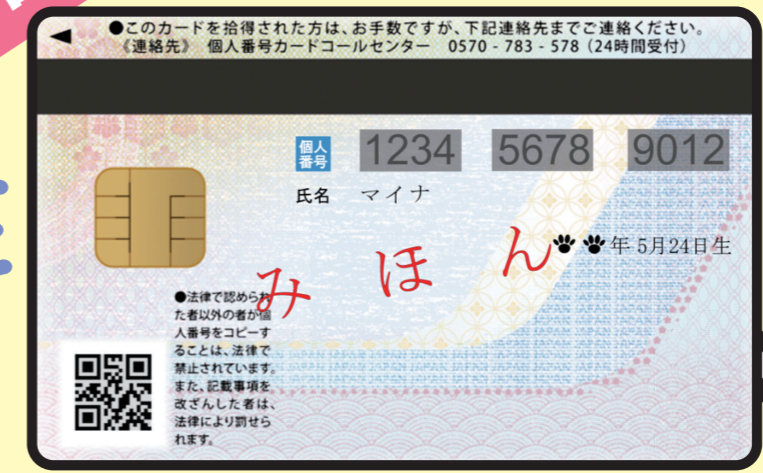 ●このカードを拾得された方は、お手数ですが、下記連絡先までご連絡ください。
《連絡先》 個人番号カードコールセンター 0570 - 783 - 578（24時間受付）
個人番号 1234 5678 9012
氏名 マイナ
年 5月24日生
みほん
●法律で認められ
た者以外の者が個
人番号をコピーす
ることは、法律で
禁止されています。
また、記載事項を
改ざんした者は、
法律により罰せら
れます。